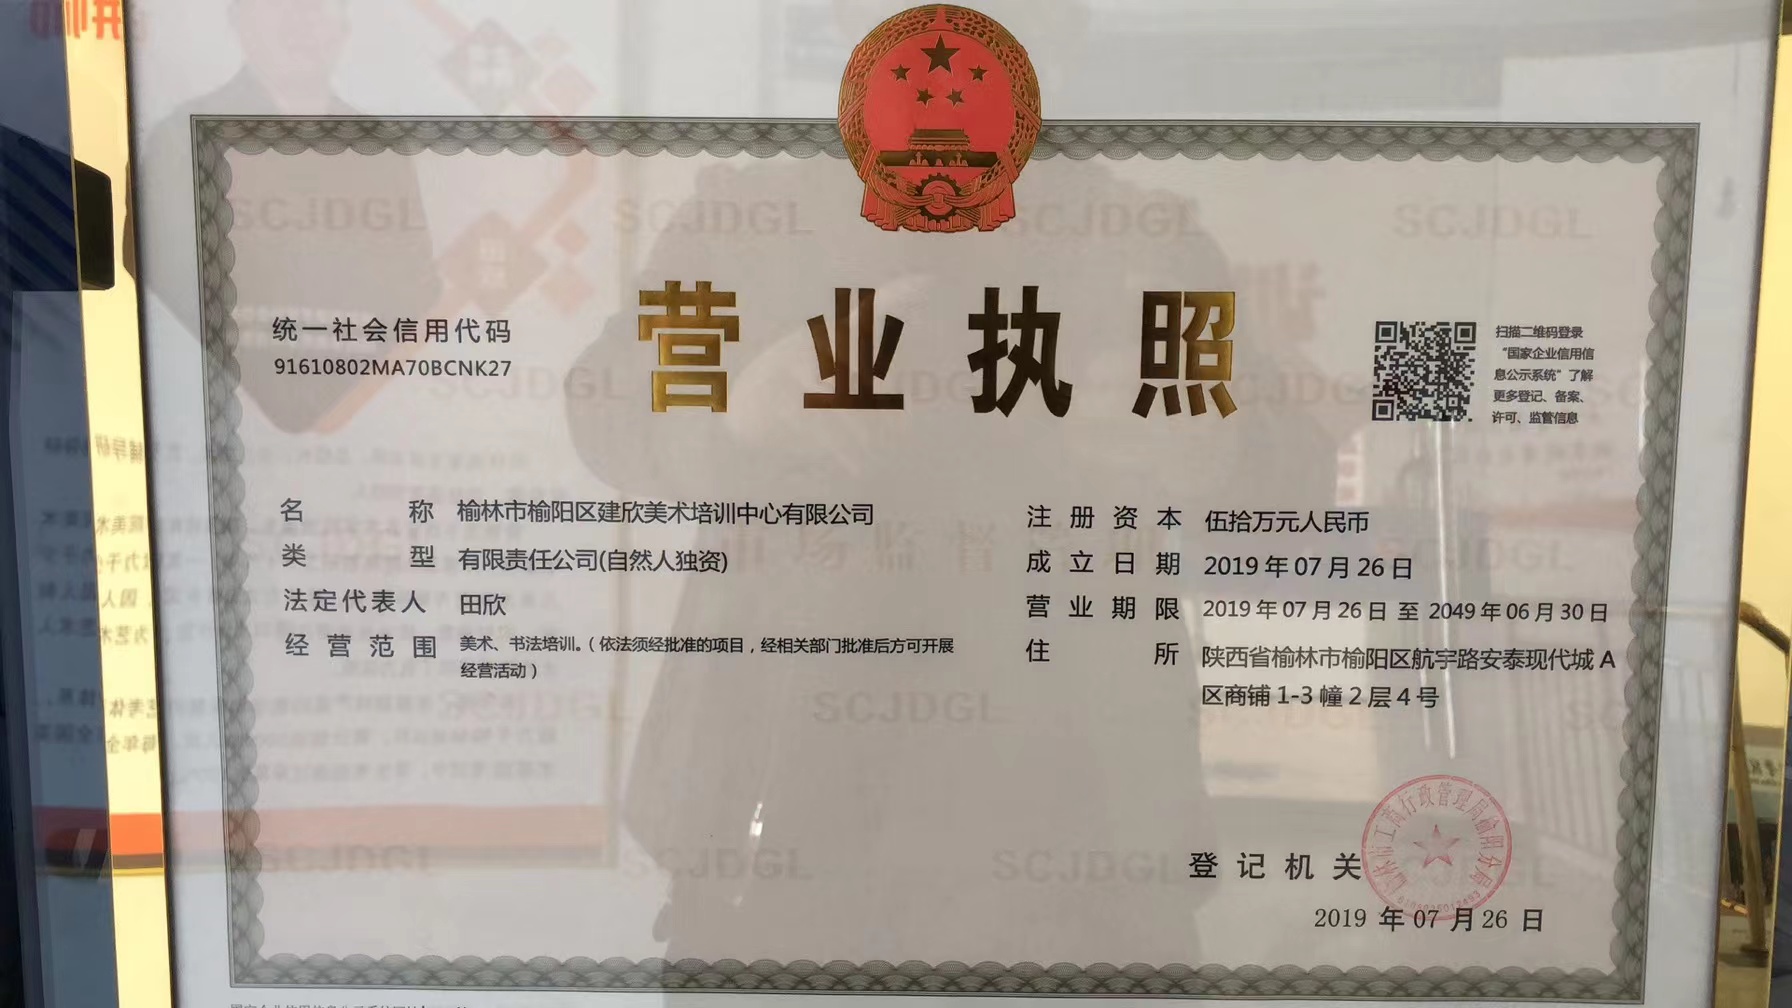 营业执照
统一社会信用代码
91610802MA70BCNK27
扫描二维码登录
“国家企业信用信
息公示系统”了解
更多登记、备案、
许可、监管信息
名 称 榆林市榆阳区建欣美术培训中心有限公司
类 型 有限责任公司(自然人独资)
法定代表人 田欣
经营范围 美术、书法培训。(依法须经批准的项目，经相关部门批准后方可开展
经营活动)
注册资本 伍拾万元人民币
成立日期 2019年07月26日
营业期限 2019年07月26日 至 2049年06月30日
住 所 陕西省榆林市榆阳区航宇路安泰现代城A
区商铺1-3幢2层4号
登记机关
2019 年 07 月 26 日
SCJDGL